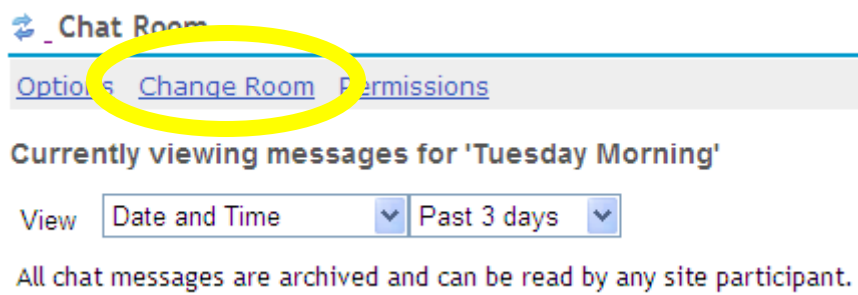 Chat Room
Options Change Room Permissions
Currently viewing messages for 'Tuesday Morning'
View Date and Time Past 3 days
All chat messages are archived and can be read by any site participant.